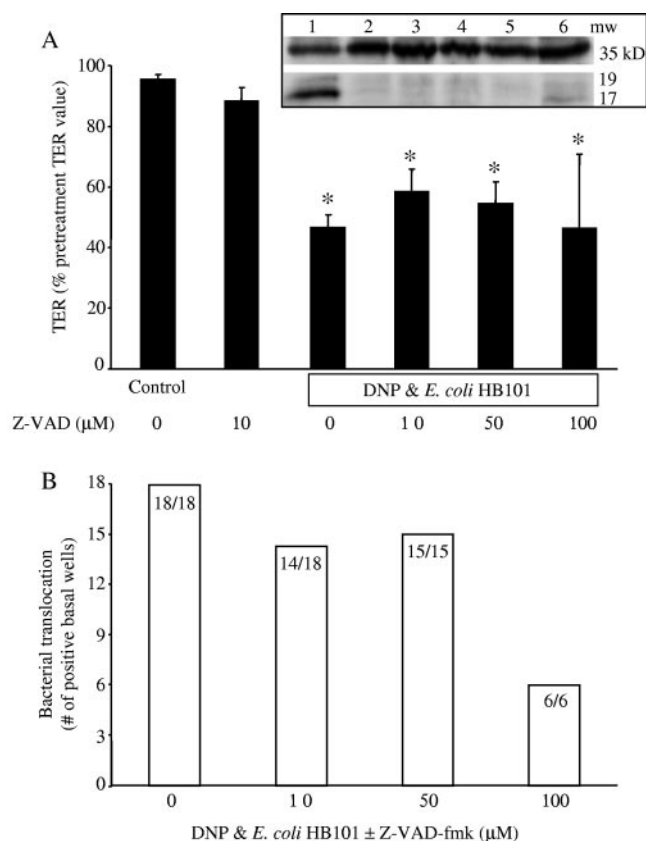 A
1 2 3 4 5 6 mw
35 kD
19
17
100
80
60
40
20
0
TER (% pretreatment TER value)
* * * *
Control
DNP & E. coli HB101
Z-VAD (μM) 0 10 0 1 0 50 100
B
18
15
12
9
6
3
0
Bacterial translocation
(# of positive basal wells)
18/18
14/18
15/15
6/6
0 1 0 50 100
DNP & E. coli HB101 ± Z-VAD-fmk (μM)